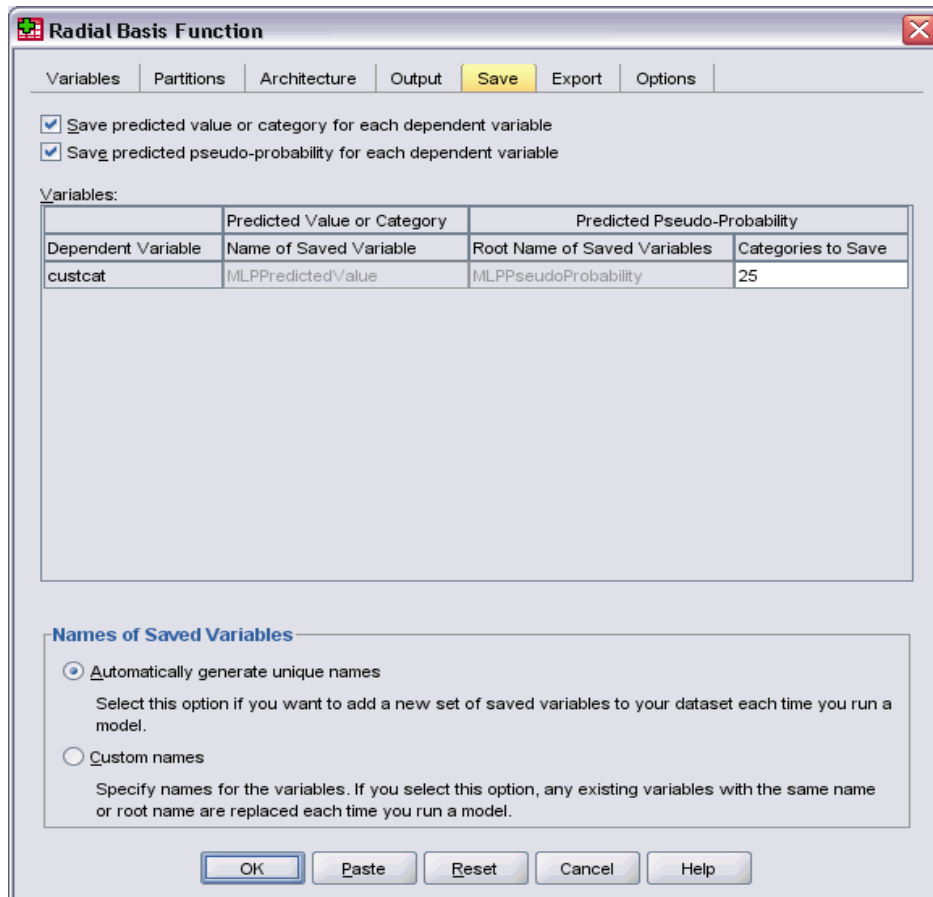 Radial Basis Function
Variables Partitions Architecture Output Save Export Options
Save predicted value or category for each dependent variable
Save predicted pseudo-probability for each dependent variable
Variables:
Predicted Value or Category Predicted Pseudo-Probability
Dependent Variable Name of Saved Variable Root Name of Saved Variables Categories to Save
custcat MLPPredictedValue MLPPseudoProbability 25
Names of Saved Variables
Automatically generate unique names
Select this option if you want to add a new set of saved variables to your dataset each time you run a
model.
Custom names
Specify names for the variables. If you select this option, any existing variables with the same name
or root name are replaced each time you run a model.
OK Paste Reset Cancel Help